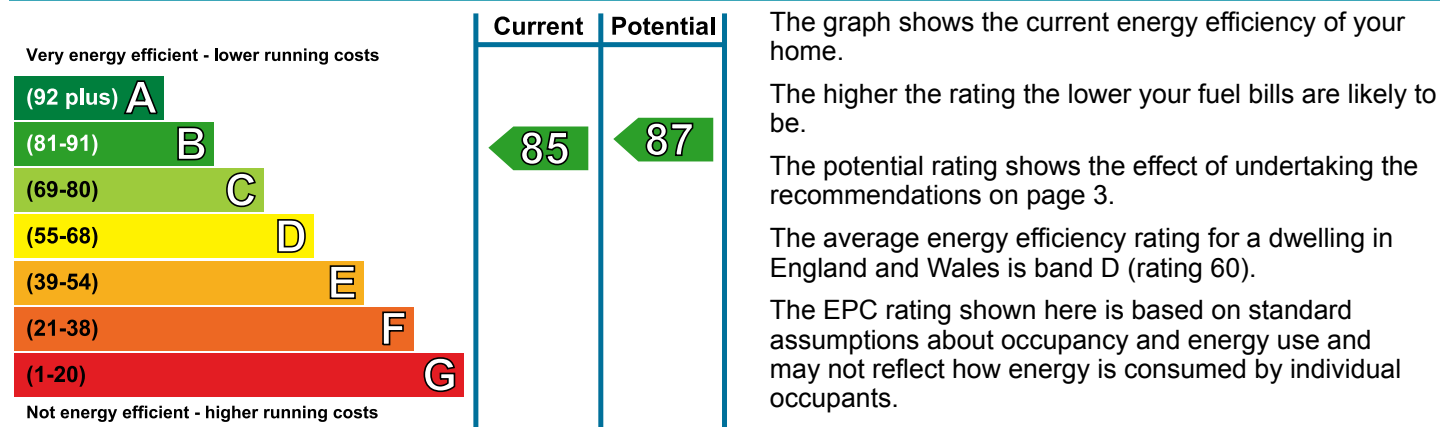 Current Potential
Very energy efficient - lower running costs
(92 plus) A
(81-91) B
(69-80) C
(55-68) D
(39-54) E
(21-38) F
(1-20) G
Not energy efficient - higher running costs
85
87
The graph shows the current energy efficiency of your
home.
The higher the rating the lower your fuel bills are likely to
be.
The potential rating shows the effect of undertaking the
recommendations on page 3.
The average energy efficiency rating for a dwelling in
England and Wales is band D (rating 60).
The EPC rating shown here is based on standard
assumptions about occupancy and energy use and
may not reflect how energy is consumed by individual
occupants.